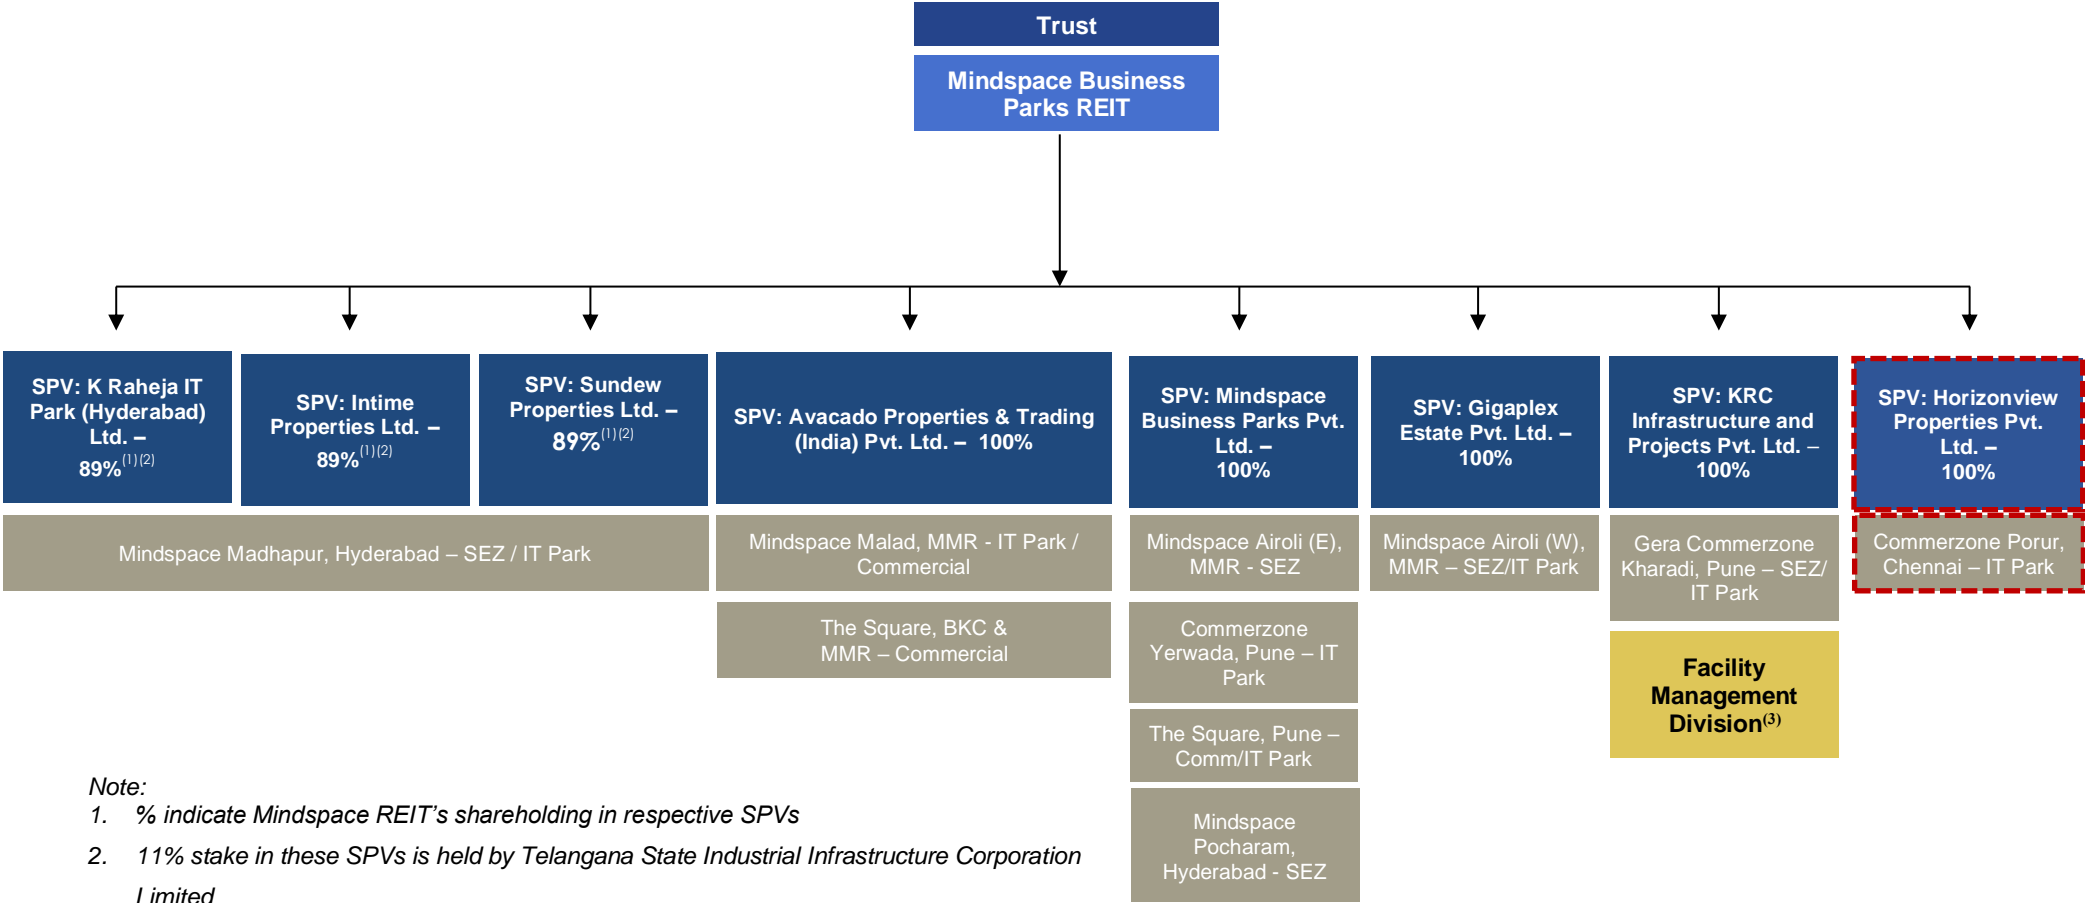 Trust
Mindspace Business
Parks REIT
SPV: K Raheja IT
Park (Hyderabad)
Ltd. –
89%(1)(2)
SPV: Intime
Properties Ltd. –
89%(1)(2)
SPV: Sundew
Properties Ltd. –
89%(1)(2)
SPV: Avacado Properties & Trading
(India) Pvt. Ltd. – 100%
SPV: Mindspace
Business Parks Pvt.
Ltd. –
100%
SPV: Gigaplex
Estate Pvt. Ltd. –
100%
SPV: KRC
Infrastructure and
Projects Pvt. Ltd. –
100%
SPV: Horizonview
Properties Pvt.
Ltd. –
100%
Mindspace Madhapur, Hyderabad – SEZ / IT Park
Mindspace Malad, MMR - IT Park /
Commercial
The Square, BKC &
MMR – Commercial
Mindspace Airoli (E),
MMR - SEZ
Commerzone
Yerwada, Pune – IT
Park
The Square, Pune –
Comm/IT Park
Mindspace
Pocharam,
Hyderabad - SEZ
Mindspace Airoli (W),
MMR – SEZ/IT Park
Gera Commerzone
Kharadi, Pune – SEZ/
IT Park
Facility
Management
Division(3)
Commerzone Porur,
Chennai – IT Park
Note:
1. % indicate Mindspace REIT's shareholding in respective SPVs
2. 11% stake in these SPVs is held by Telangana State Industrial Infrastructure Corporation
Limited